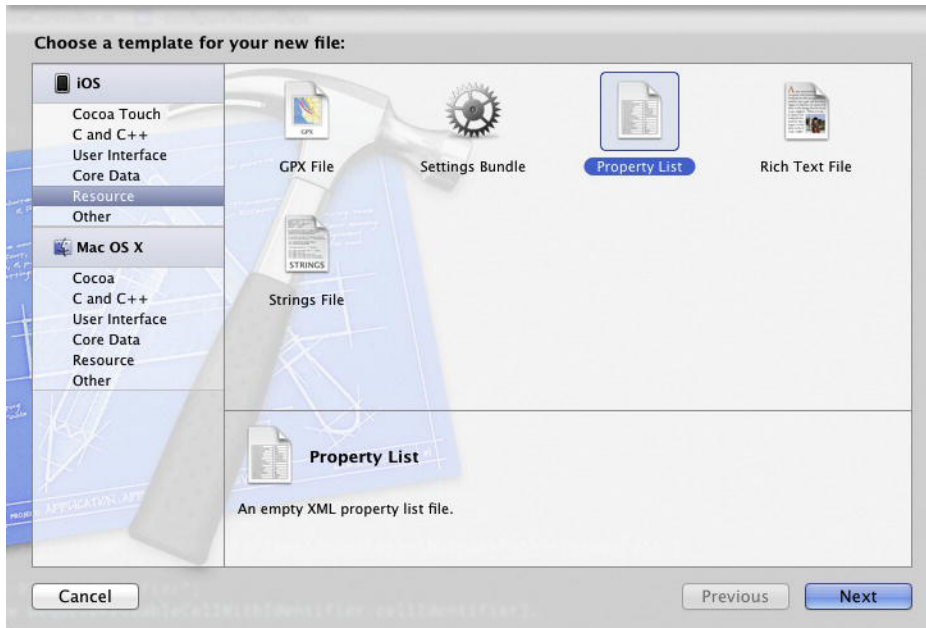 Choose a template for your new file:
iOS
Cocoa Touch
C and C++
User Interface
Core Data
Resource
Other
Mac OS X
Cocoa
C and C++
User Interface
Core Data
Resource
Other
GPX
GPX File
Settings Bundle
Property List
Rich Text File
STRINGS
Strings File
Property List
An empty XML property list file.
Cancel
Previous
Next